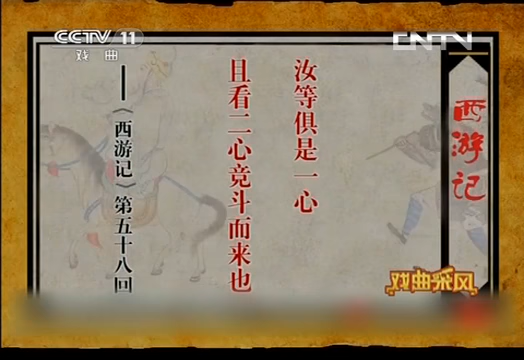 CCTV 11
戏曲
CNTV
西游记
汝等俱是一心
且看二心竞斗而来也
——《西游记》第五十八回
戏曲采风